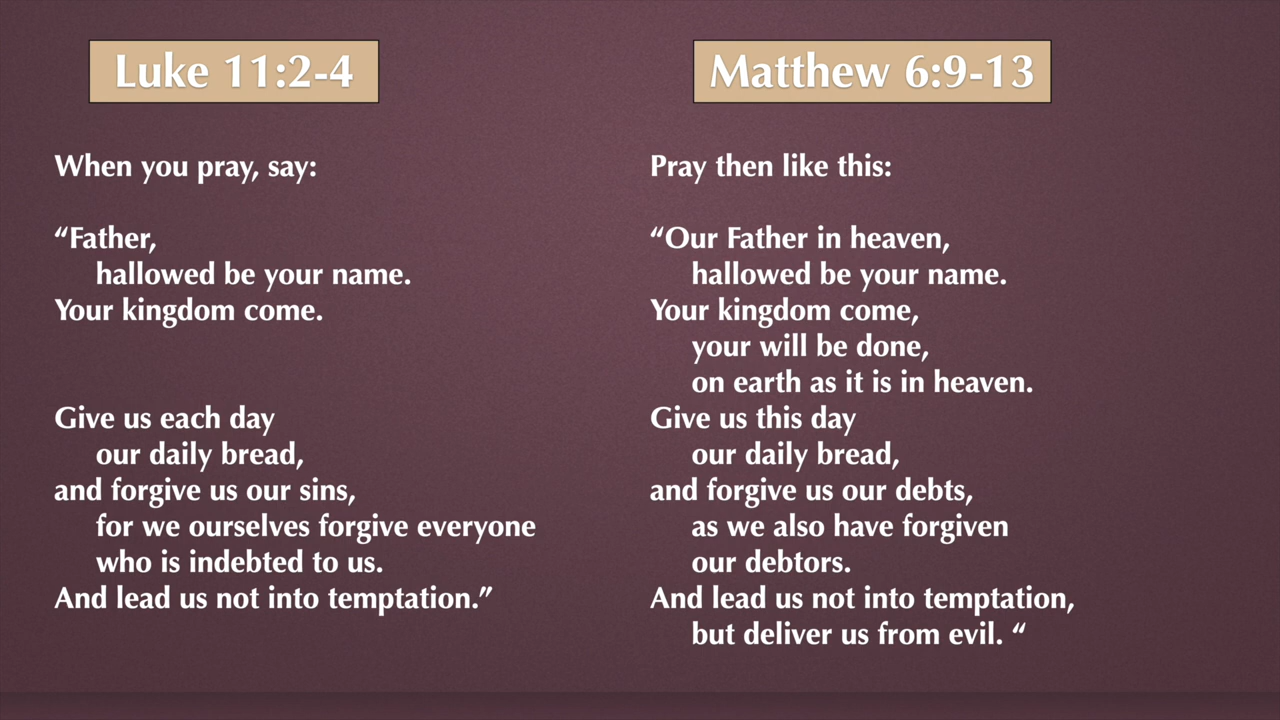 Luke 11:2-4
When you pray, say:
“Father,
hallowed be your name.
Your kingdom come.
Give us each day
our daily bread,
and forgive us our sins,
for we ourselves forgive everyone
who is indebted to us.
And lead us not into temptation.”
Matthew 6:9-13
Pray then like this:
“Our Father in heaven,
hallowed be your name.
Your kingdom come,
your will be done,
on earth as it is in heaven.
Give us this day
our daily bread,
and forgive us our debts,
as we also have forgiven
our debtors.
And lead us not into temptation,
but deliver us from evil. “